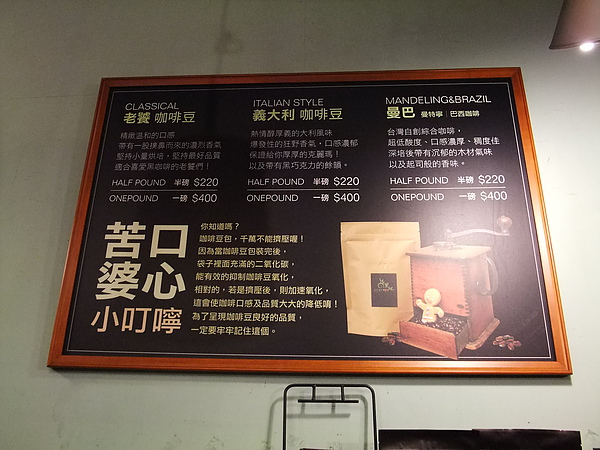 CLASSICAL
老饕 咖啡豆
精緻溫和的口感
帶有一股撲鼻而來的濃烈香氣
堅持小量烘培，堅持最好品質
適合喜愛黑咖啡的老饕們！
HALF POUND 半磅 $220
ONEPOUND 一磅 $400
ITALIAN STYLE
義大利 咖啡豆
熱情醇厚義的大利風味
爆發性的狂野香氣，口感濃郁
保證給你厚厚的克麗瑪！
以及帶有黑巧克力的餘韻。
HALF POUND 半磅 $220
ONEPOUND 一磅 $400
MANDELING&BRAZIL
曼巴 曼特寧｜巴西咖啡
台灣自創綜合咖啡，
超低酸度、口感濃厚、稠度佳
深培後帶有沉郁的木材氣味
以及起司般的香味。
HALF POUND 半磅 $220
ONEPOUND 一磅 $400
苦口
婆心
小叮嚀
你知道嗎？
咖啡豆包，千萬不能擠壓喔！
因為當咖啡豆包裝完後，
袋子裡面充滿的二氧化碳，
能有效的抑制咖啡豆氧化，
相對的，若是擠壓後，則加速氧化，
這會使咖啡口感及品質大大的降低唷！
為了呈現咖啡豆良好的品質，
一定要牢牢記住這個。